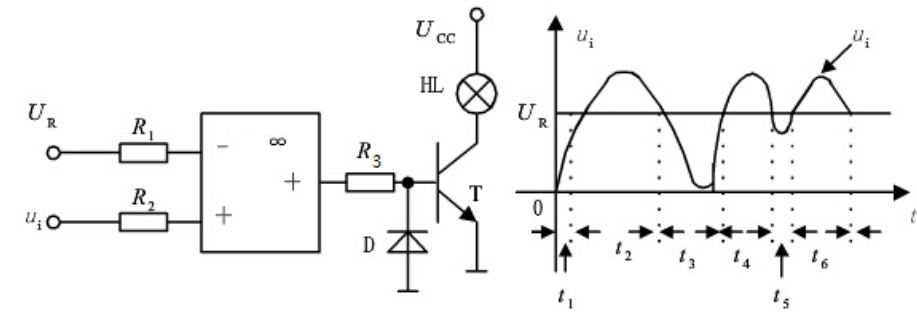 U_CC
HL
U_R
R_1
- ∞
R_3
+
u_i
R_2
+
T
D
u_i
u_i
U_R
0
t
t_2
t_3
t_4
t_6
t_1
t_5